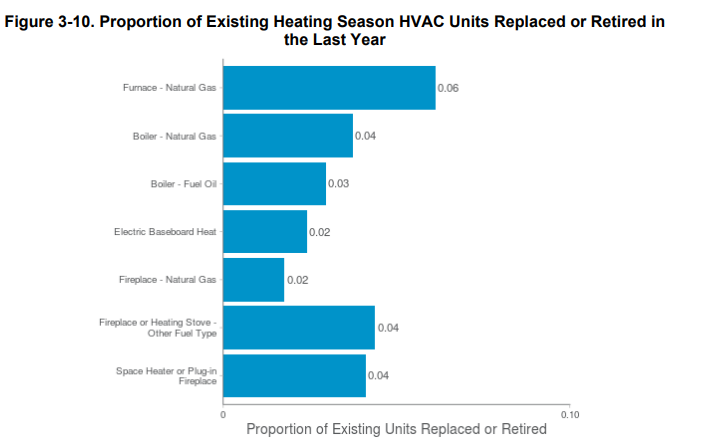 Figure 3-10. Proportion of Existing Heating Season HVAC Units Replaced or Retired in
the Last Year
Furnace - Natural Gas
0.06
Boiler - Natural Gas
0.04
Boiler - Fuel Oil
0.03
Electric Baseboard Heat
0.02
Fireplace - Natural Gas
0.02
Fireplace or Heating Stove -
Other Fuel Type
0.04
Space Heater or Plug-in
Fireplace
0.04
0
0.10
Proportion of Existing Units Replaced or Retired